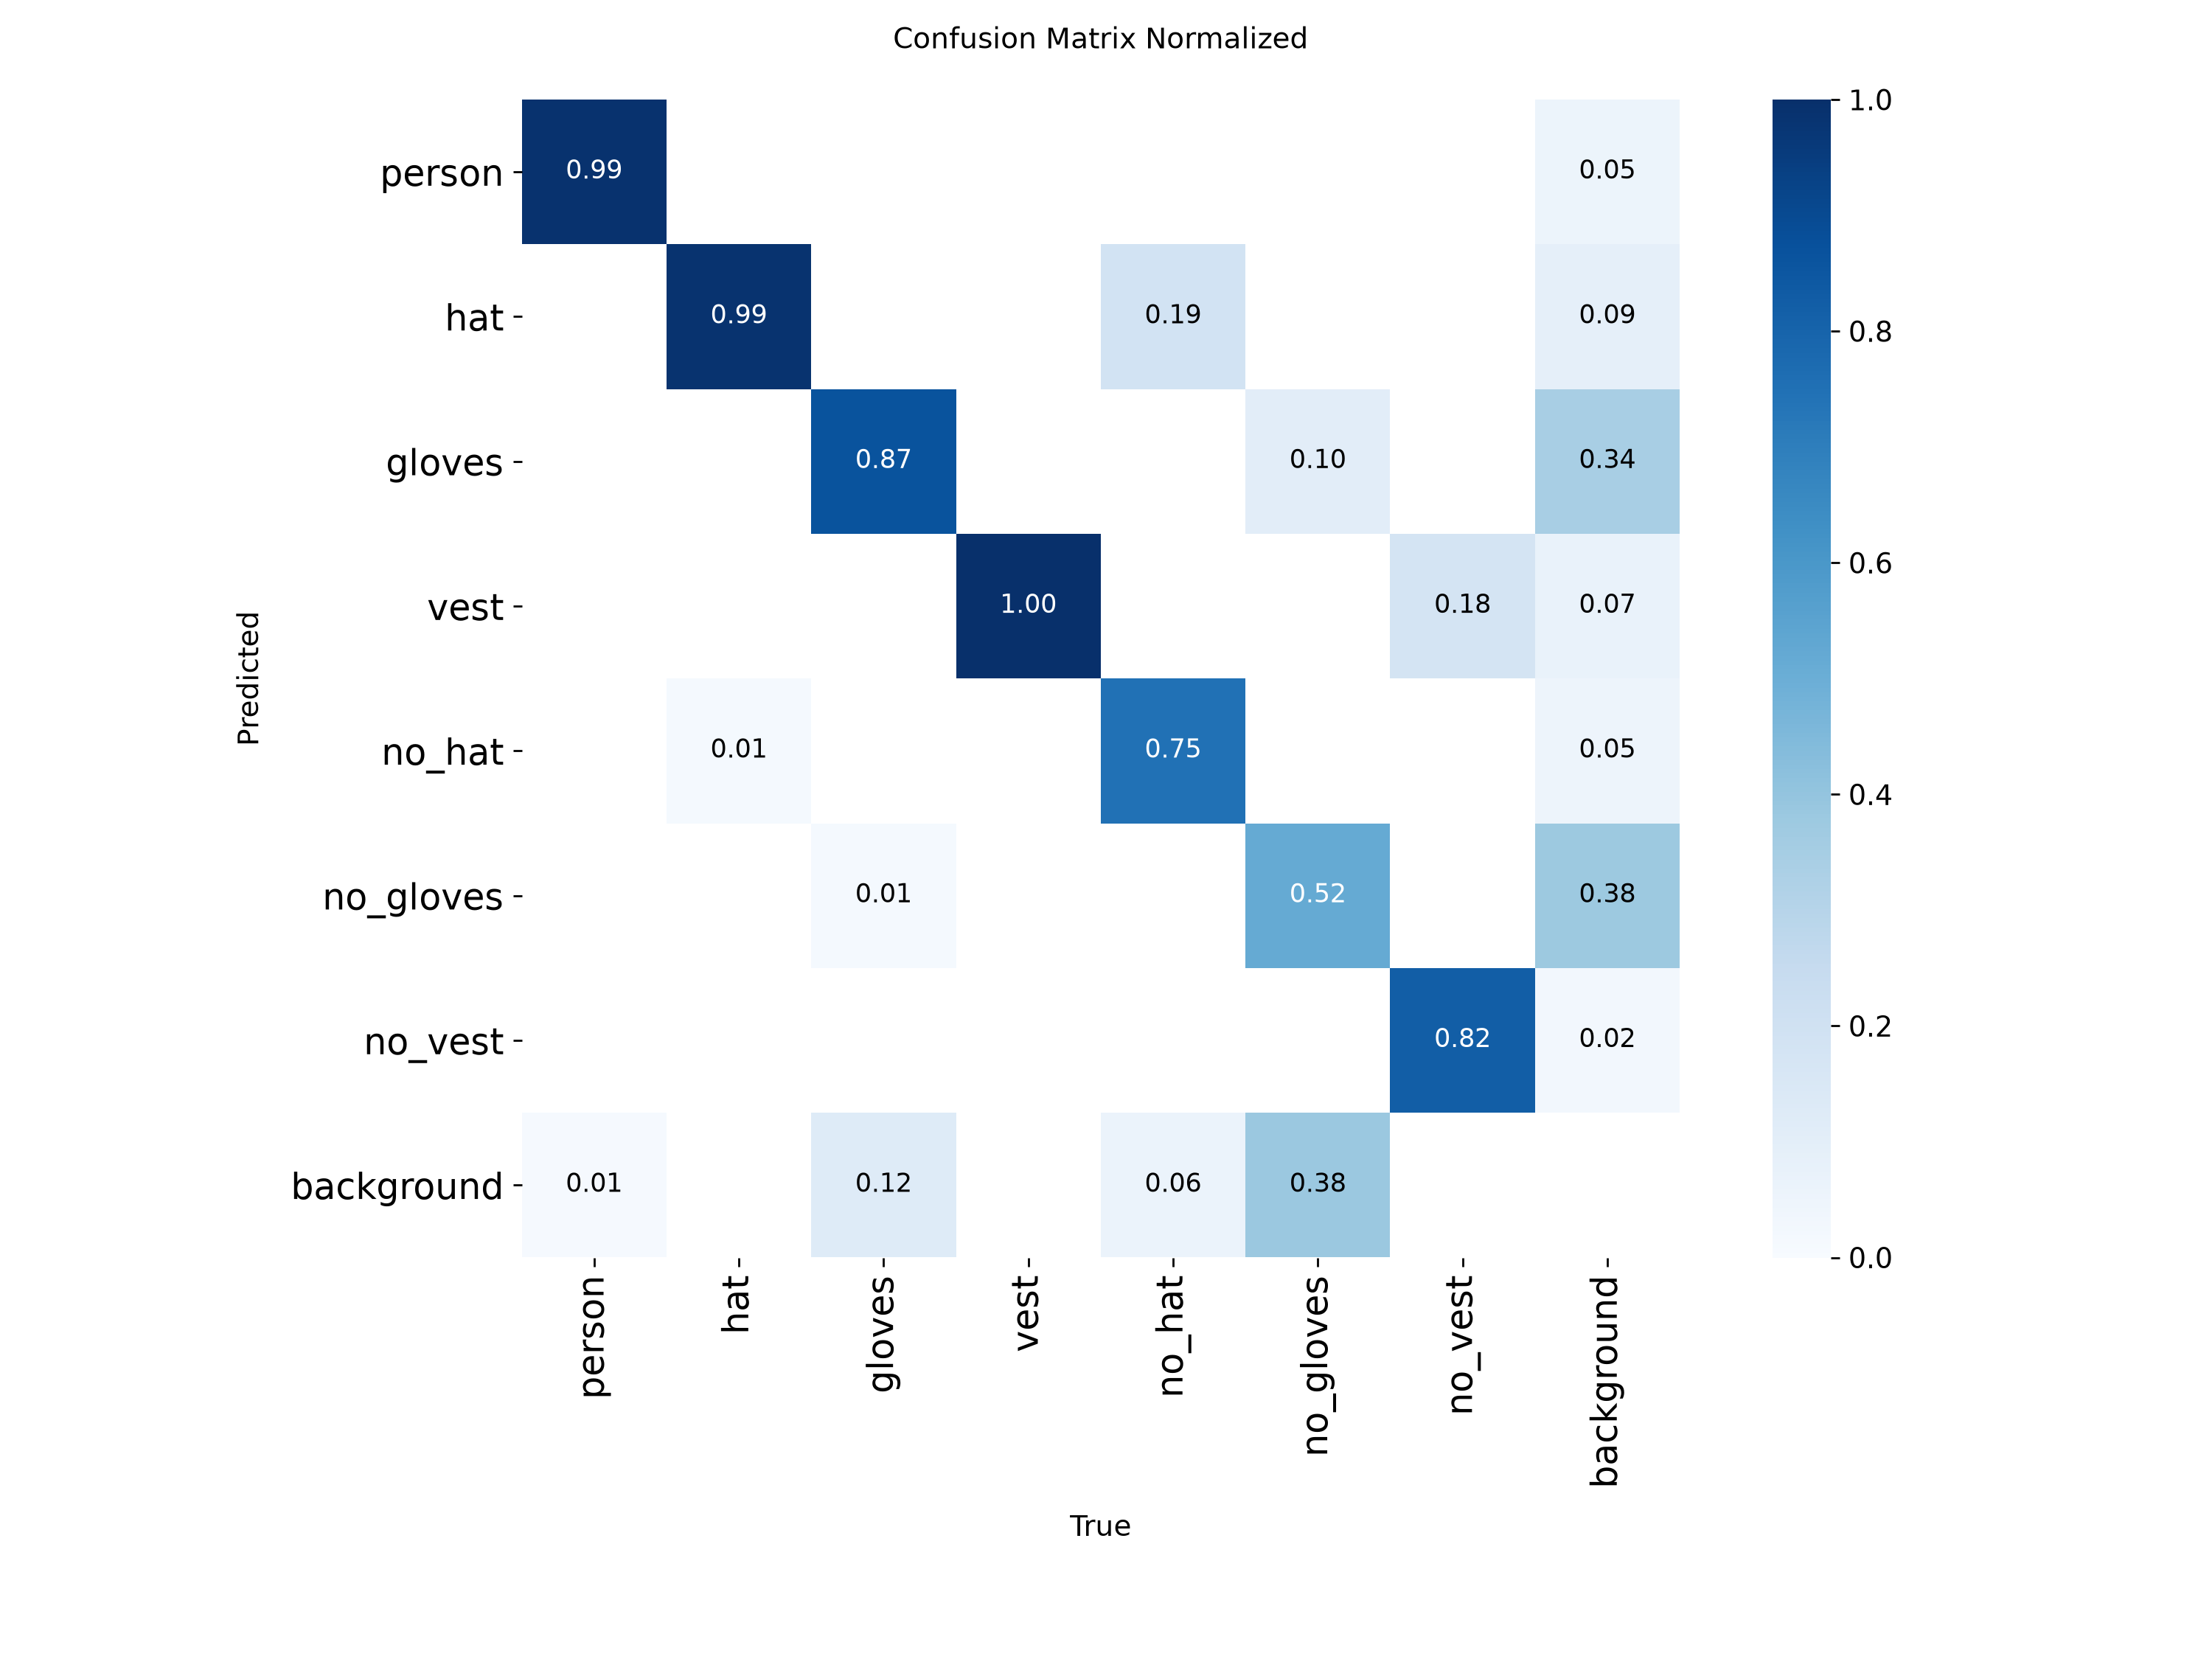 Confusion Matrix Normalized
person
0.99
0.05
1.0
hat
0.99
0.19
0.09
0.8
gloves
0.87
0.10
0.34
vest
1.00
0.18
0.07
0.6
Predicted
no_hat
0.01
0.75
0.05
0.4
no_gloves
0.01
0.52
0.38
no_vest
0.82
0.02
0.2
background
0.01
0.12
0.06
0.38
0.0
person
hat
gloves
vest
no_hat
no_gloves
no_vest
background
True